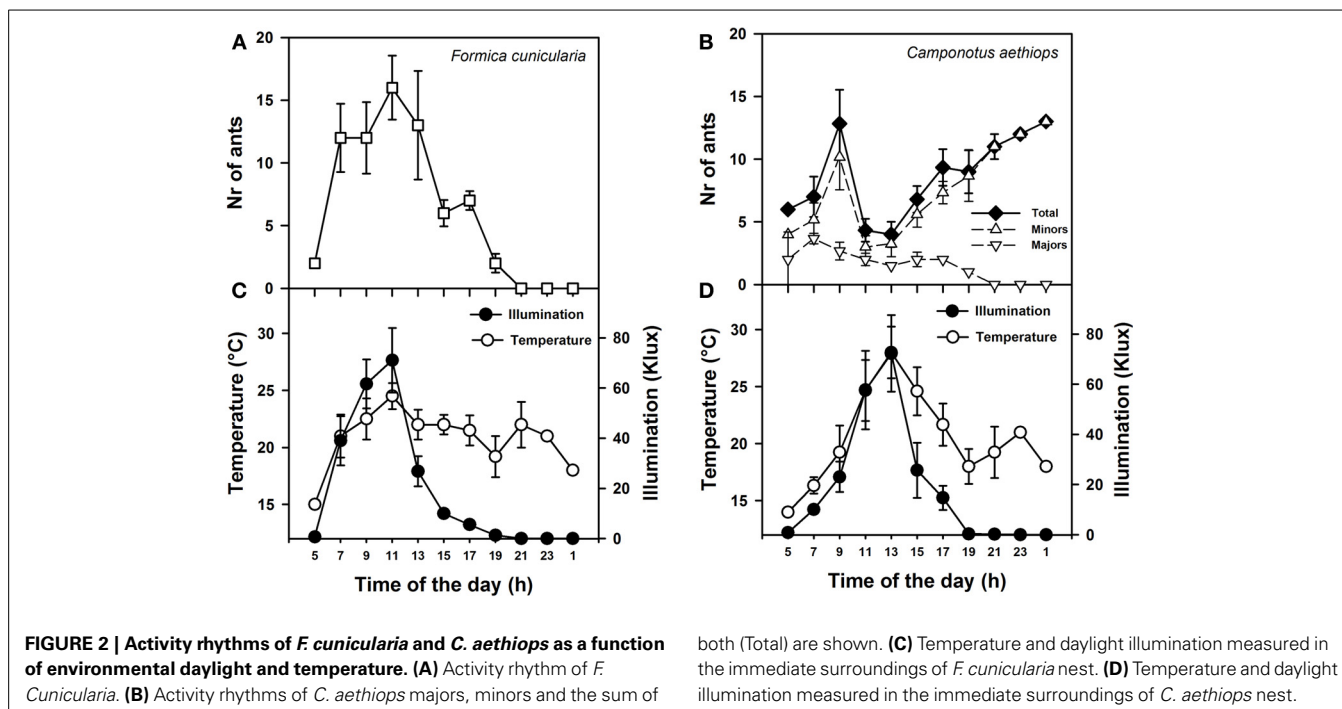 A
Formica cunicularia
20
15
10
5
0
Nr of ants
B
Camponotus aethiops
20
15
10
5
0
Nr of ants
Total
Minors
Majors
C
Illumination
Temperature
30
25
20
15
Temperature (°C)
80
60
40
20
0
Illumination (Klux)
5 7 9 11 13 15 17 19 21 23 1
Time of the day (h)
D
Illumination
Temperature
30
25
20
15
Temperature (°C)
80
60
40
20
0
Illumination (Klux)
5 7 9 11 13 15 17 19 21 23 1
Time of the day (h)
FIGURE 2 | Activity rhythms of F. cunicularia and C. aethiops as a function
of environmental daylight and temperature. (A) Activity rhythm of F.
Cunicularia. (B) Activity rhythms of C. aethiops majors, minors and the sum of
both (Total) are shown. (C) Temperature and daylight illumination measured in
the immediate surroundings of F. cunicularia nest. (D) Temperature and daylight
illumination measured in the immediate surroundings of C. aethiops nest.